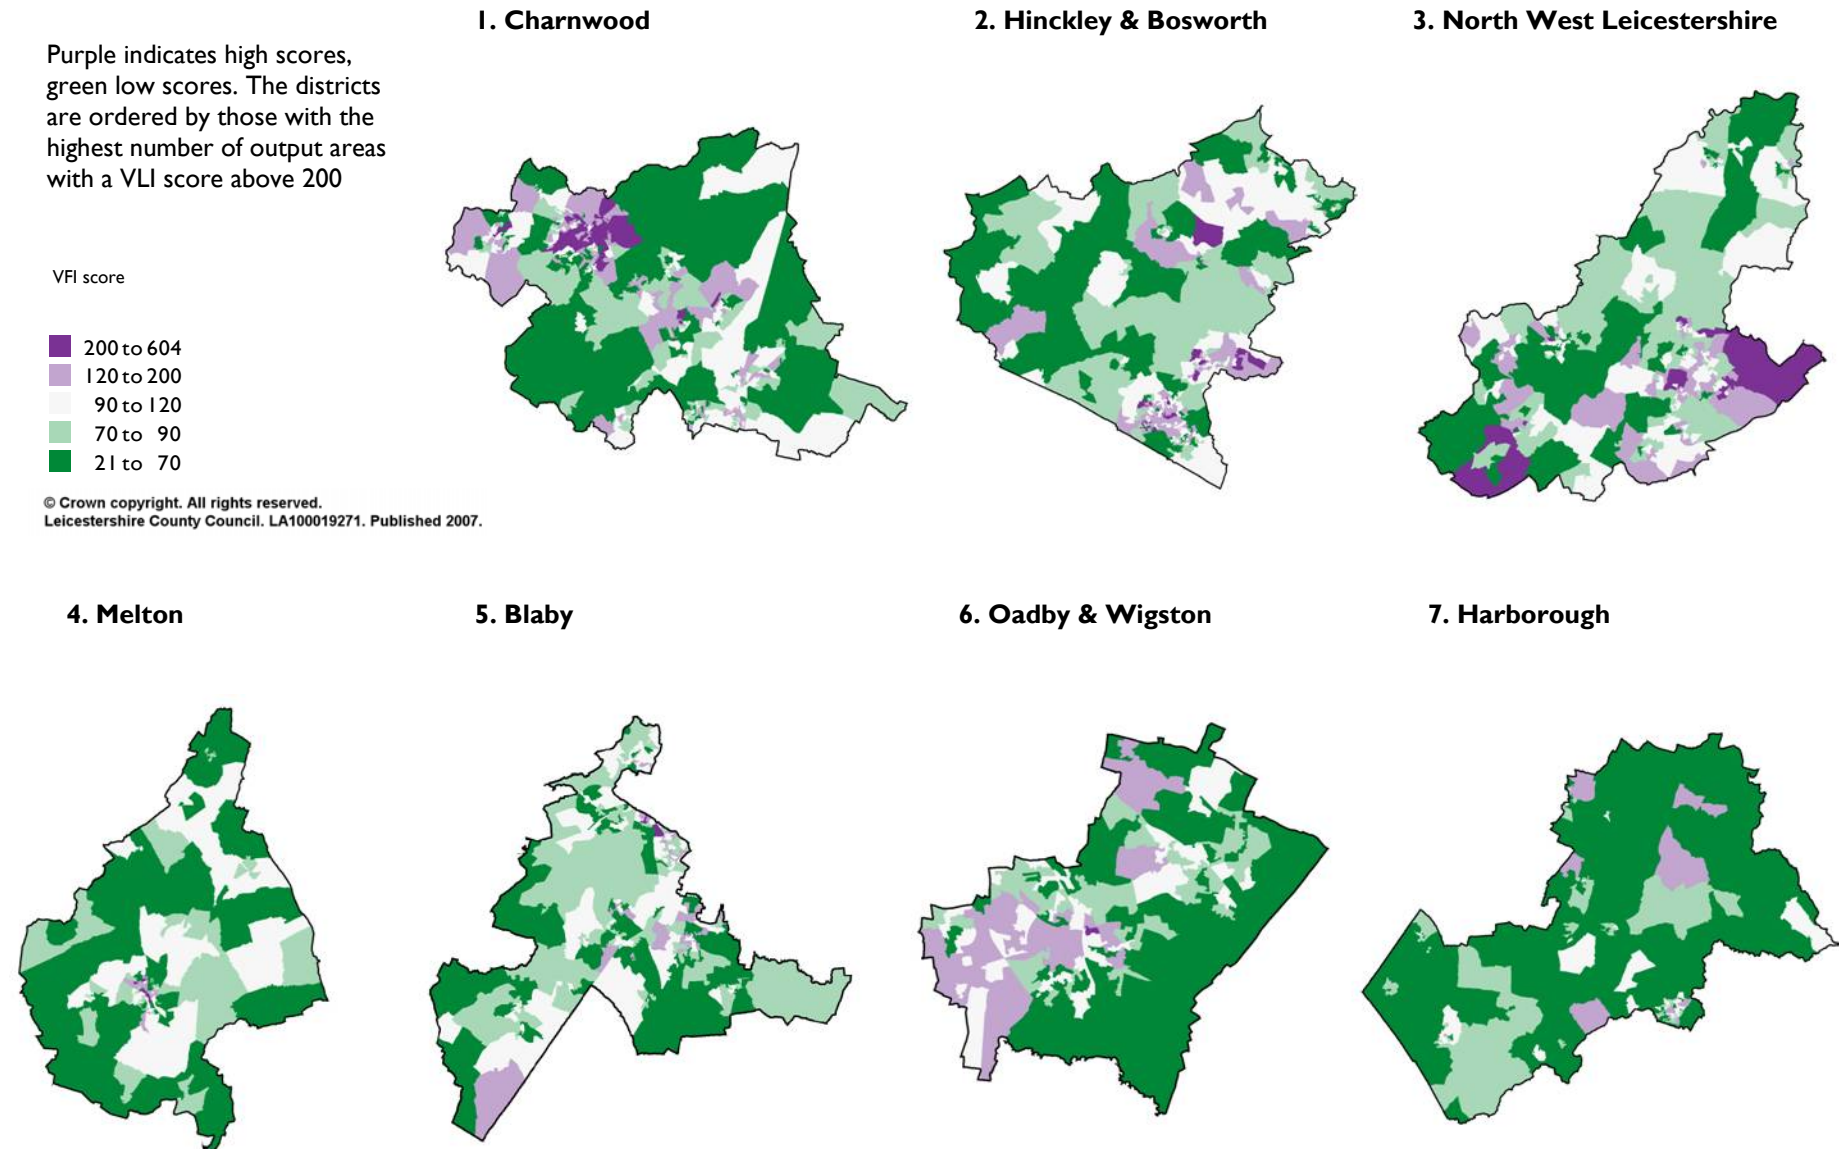 1. Charnwood
2. Hinckley & Bosworth
3. North West Leicestershire
Purple indicates high scores,
green low scores. The districts
are ordered by those with the
highest number of output areas
with a VLI score above 200
VFI score
200 to 604
120 to 200
90 to 120
70 to 90
21 to 70
© Crown copyright. All rights reserved.
Leicestershire County Council. LA100019271. Published 2007.
4. Melton
5. Blaby
6. Oadby & Wigston
7. Harborough